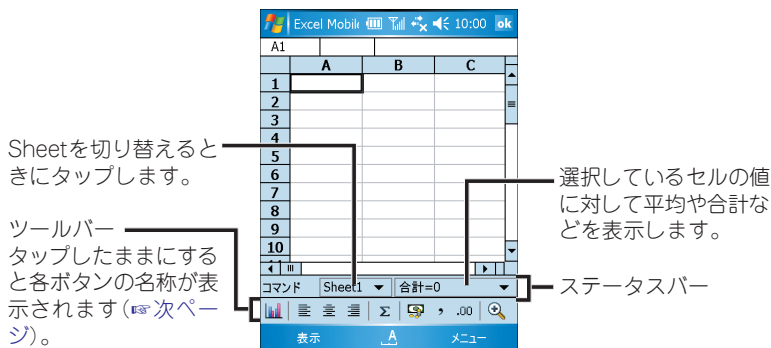 Excel Mobile 10:00 ok
A1
A B C
1
2
3
4
5
6
7
8
9
10
コマンド Sheet1 合計=0
Σ , .00
表示 A メニュー
Sheetを切り替えると
きにタップします。
ツールバー
タップしたままにする
と各ボタンの名称が表
示されます(☞次ペー
ジ)。
選択しているセルの値
に対して平均や合計な
どを表示します。
ステータスバー